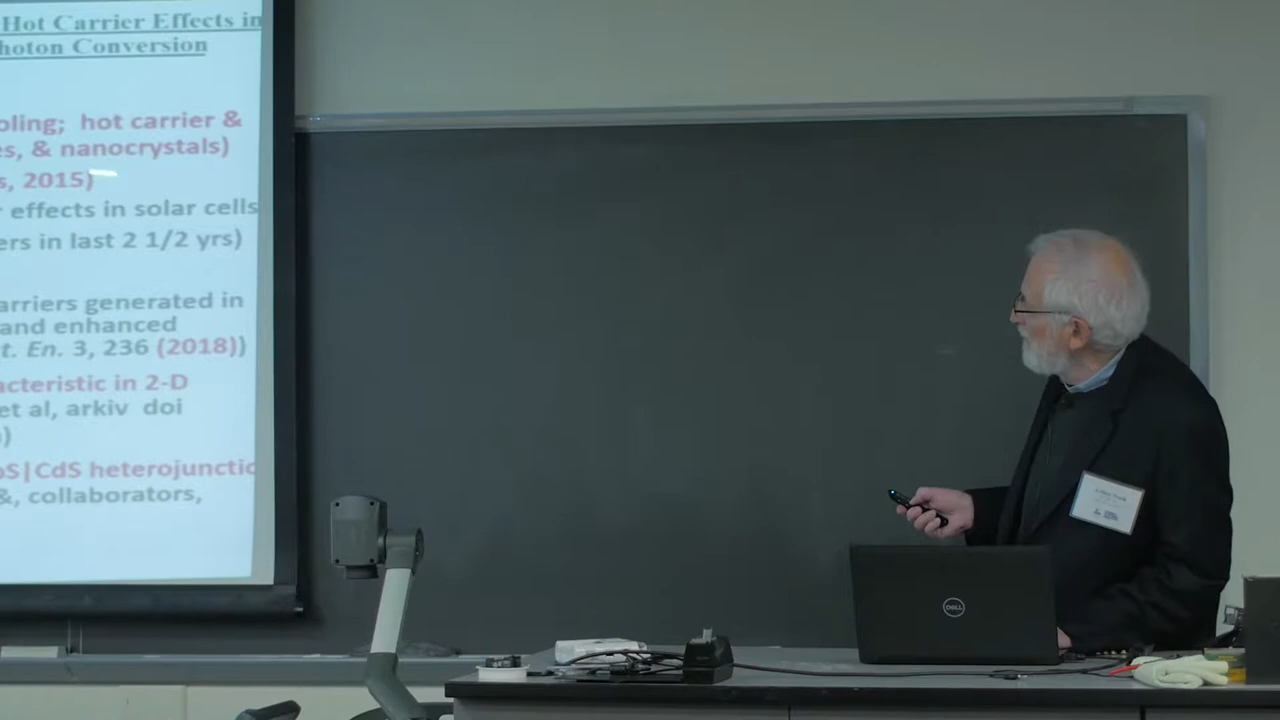 Hot Carrier Effects in
hoton Conversion
oling; hot carrier &
es, & nanocrystals)
s, 2015)
r effects in solar cells
ers in last 2 1/2 yrs)
arriers generated in
and enhanced
t. En. 3, 236 (2018))
acteristic in 2-D
et al, arkiv doi
)
S|CdS heterojunctio
&, collaborators,
DELL